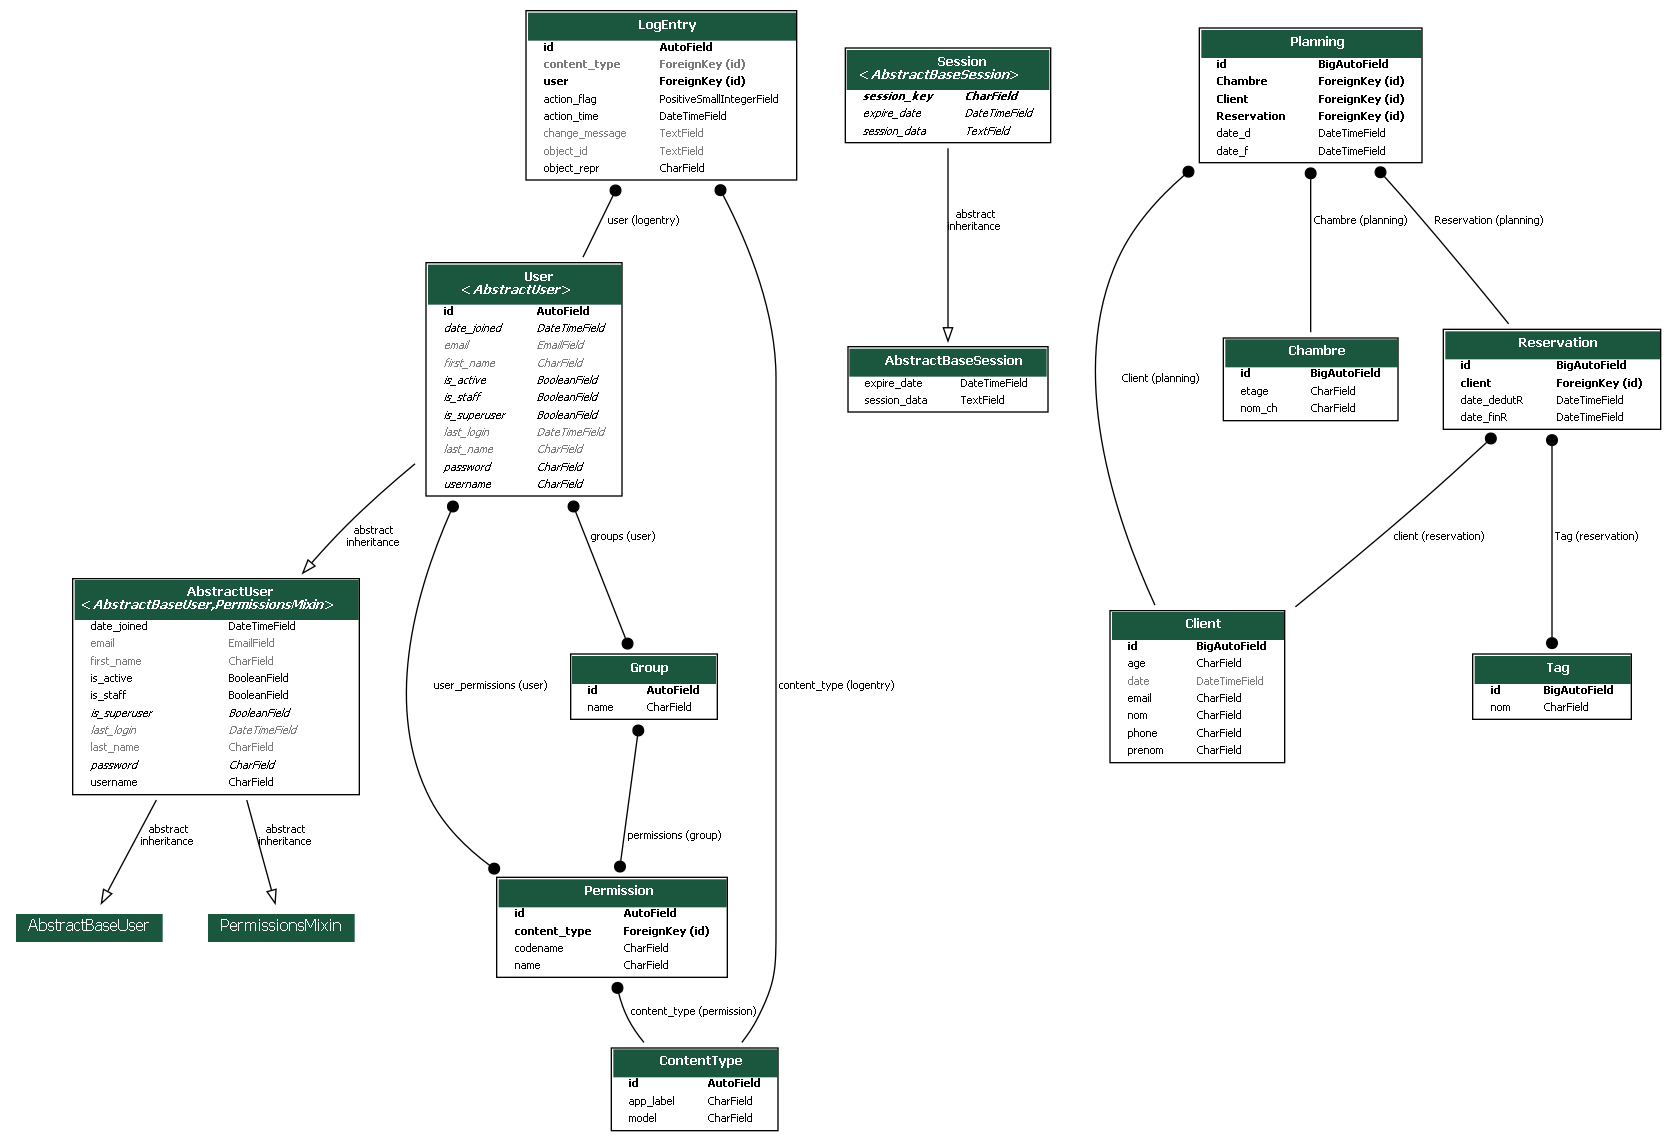 LogEntry
id AutoField
content_type ForeignKey (id)
user ForeignKey (id)
action_flag PositiveSmallIntegerField
action_time DateTimeField
change_message TextField
object_id TextField
object_repr CharField
Session
<AbstractBaseSession>
session_key CharField
expire_date DateTimeField
session_data TextField
Planning
id BigAutoField
Chambre ForeignKey (id)
Client ForeignKey (id)
Reservation ForeignKey (id)
date_d DateTimeField
date_f DateTimeField
user (logentry)
abstract
inheritance
Chambre (planning)
Reservation (planning)
User
<AbstractUser>
id AutoField
date_joined DateTimeField
email EmailField
first_name CharField
is_active BooleanField
is_staff BooleanField
is_superuser BooleanField
last_login DateTimeField
last_name CharField
password CharField
username CharField
AbstractBaseSession
expire_date DateTimeField
session_data TextField
Client (planning)
Chambre
id BigAutoField
etage CharField
nom_ch CharField
Reservation
id BigAutoField
client ForeignKey (id)
date_dedutR DateTimeField
date_finR DateTimeField
abstract
inheritance
groups (user)
client (reservation)
Tag (reservation)
AbstractUser
<AbstractBaseUser,PermissionsMixin>
date_joined DateTimeField
email EmailField
first_name CharField
is_active BooleanField
is_staff BooleanField
is_superuser BooleanField
last_login DateTimeField
last_name CharField
password CharField
username CharField
user_permissions (user)
Group
id AutoField
name CharField
content_type (logentry)
Client
id BigAutoField
age CharField
date DateTimeField
email CharField
nom CharField
phone CharField
prenom CharField
Tag
id BigAutoField
nom CharField
abstract
inheritance
abstract
inheritance
permissions (group)
AbstractBaseUser
PermissionsMixin
Permission
id AutoField
content_type ForeignKey (id)
codename CharField
name CharField
content_type (permission)
ContentType
id AutoField
app_label CharField
model CharField